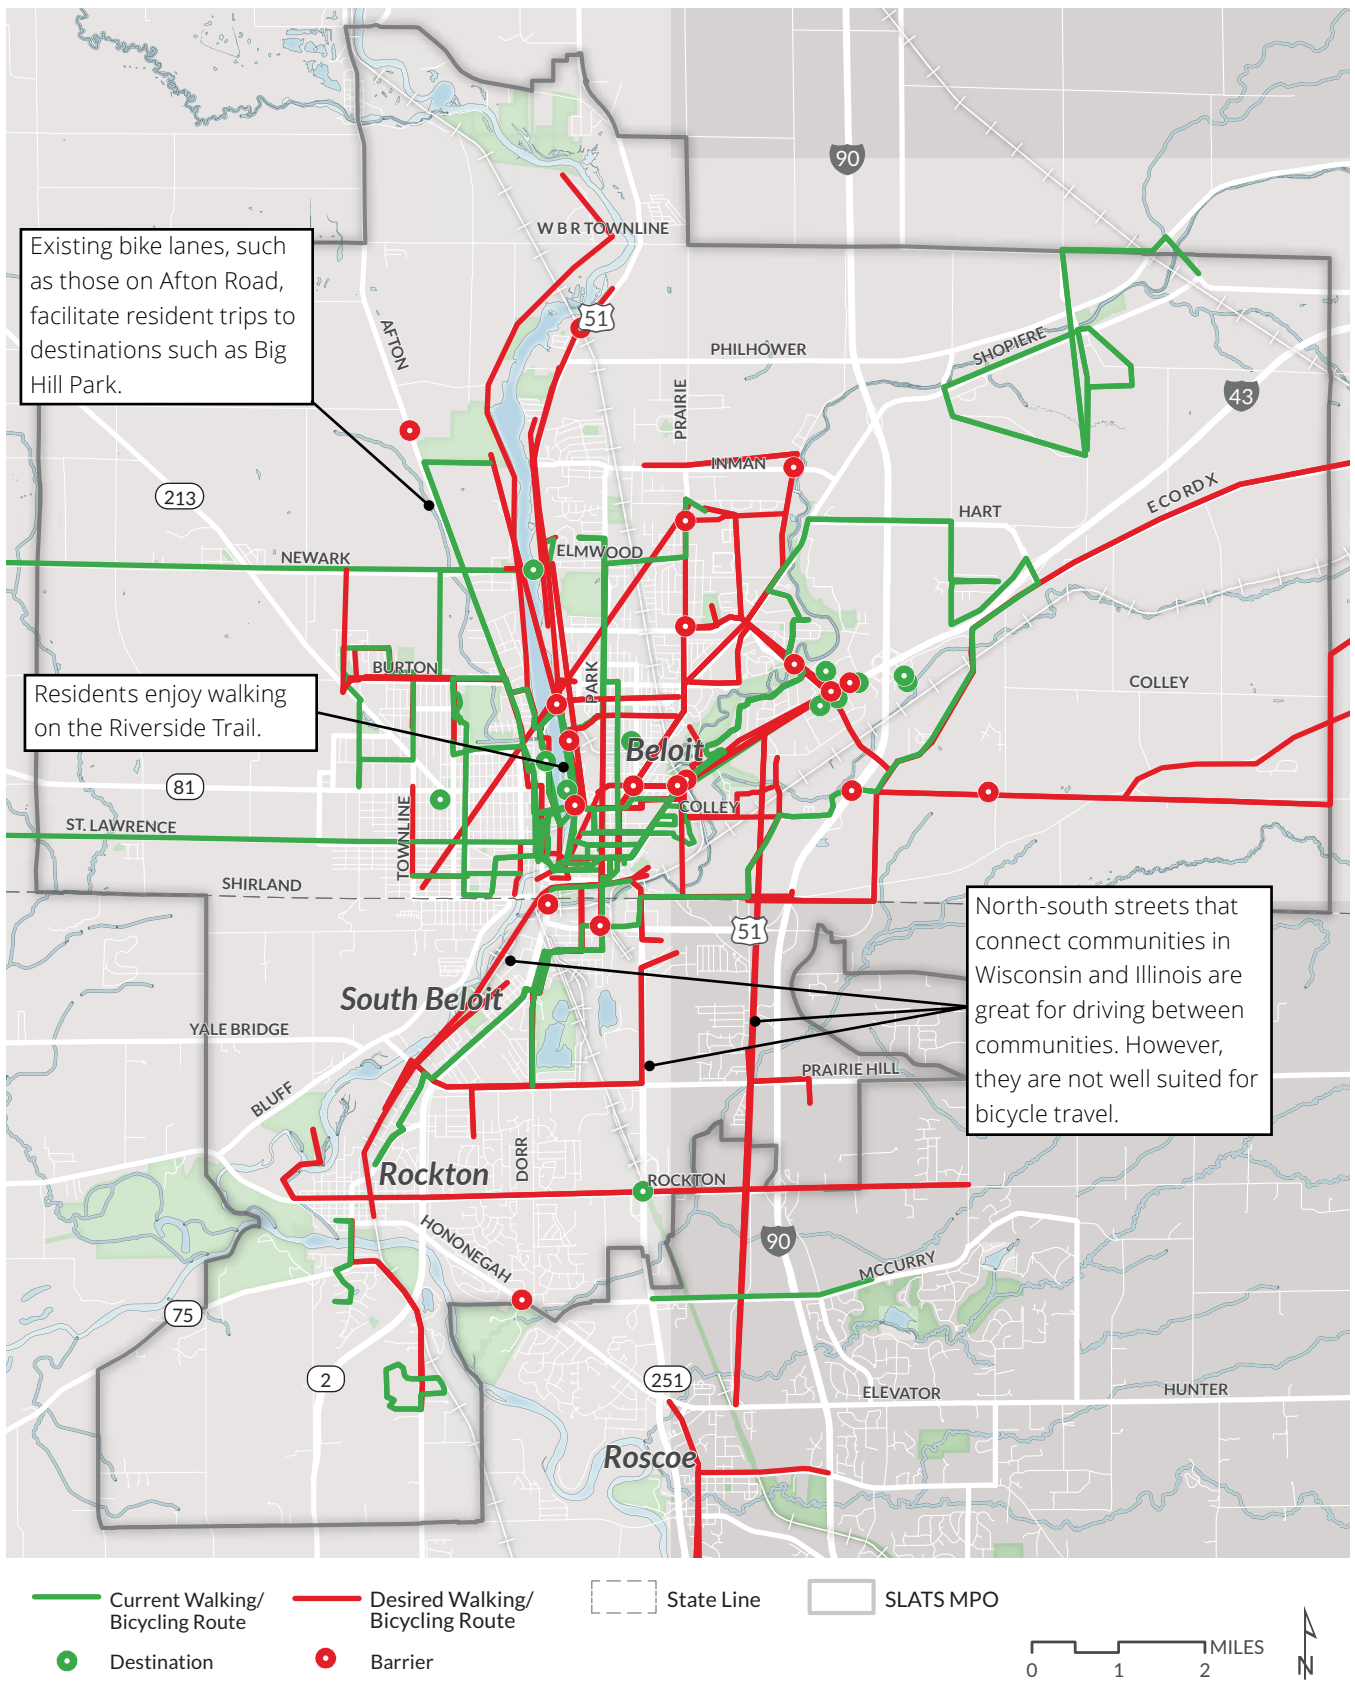 90
W B R TOWNLINE
Existing bike lanes, such
as those on Afton Road,
facilitate resident trips to
destinations such as Big
Hill Park.
51
AFTON
PHILHOWER
SHOPIERE
PRAIRIE
43
INMAN
213
E CORD X
HART
NEWARK
ELMWOOD
BURTON
PARK
COLLEY
Residents enjoy walking
on the Riverside Trail.
Beloit
81
COLLEY
TOWNLINE
ST. LAWRENCE
SHIRLAND
51
North-south streets that
connect communities in
Wisconsin and Illinois are
great for driving between
communities. However,
they are not well suited for
bicycle travel.
South Beloit
YALE BRIDGE
PRAIRIE HILL
BLUFF
DORR
Rockton
ROCKTON
HONONEGAH
90
MCCURRY
75
2
251
ELEVATOR
HUNTER
Roscoe
Current Walking/
Bicycling Route
Desired Walking/
Bicycling Route
State Line
SLATS MPO
Destination
Barrier
MILES
0 1 2
N